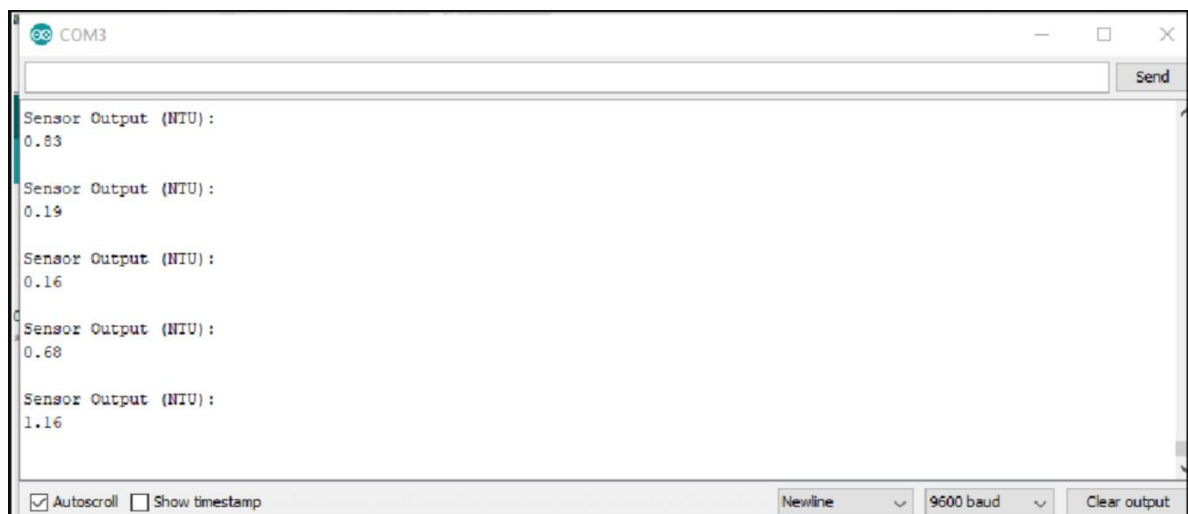 COM3
Send
Sensor Output (NTU):
0.83
Sensor Output (NTU):
0.19
Sensor Output (NTU):
0.16
Sensor Output (NTU):
0.68
Sensor Output (NTU):
1.16
Autoscroll Show timestamp Newline 9600 baud Clear output